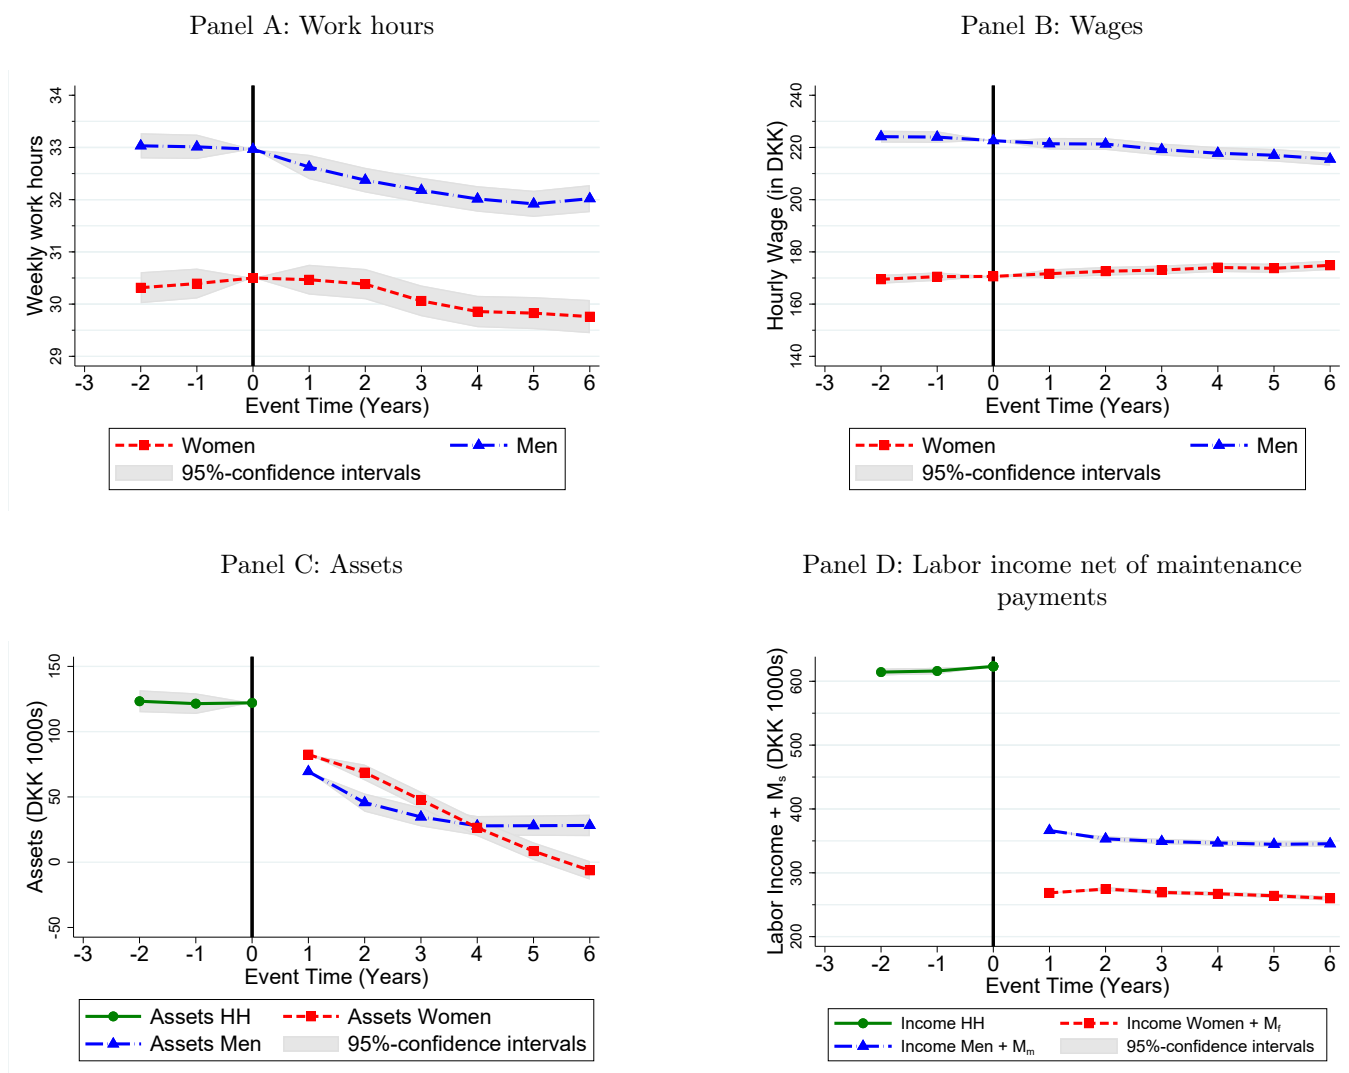 Panel A: Work hours
Weekly work hours
34
33
32
31
30
29
-3 -2 -1 0 1 2 3 4 5 6
Event Time (Years)
Women Men
95%-confidence intervals
Panel B: Wages
Hourly Wage (in DKK)
240
220
200
180
160
140
-3 -2 -1 0 1 2 3 4 5 6
Event Time (Years)
Women Men
95%-confidence intervals
Panel C: Assets
Assets (DKK 1000s)
150
100
50
0
-50
-3 -2 -1 0 1 2 3 4 5 6
Event Time (Years)
Assets HH Assets Women
Assets Men 95%-confidence intervals
Panel D: Labor income net of maintenance
payments
Labor Income + Mₛ (DKK 1000s)
600
500
400
300
200
-3 -2 -1 0 1 2 3 4 5 6
Event Time (Years)
Income HH Income Women + M_f
Income Men + Mₘ 95%-confidence intervals